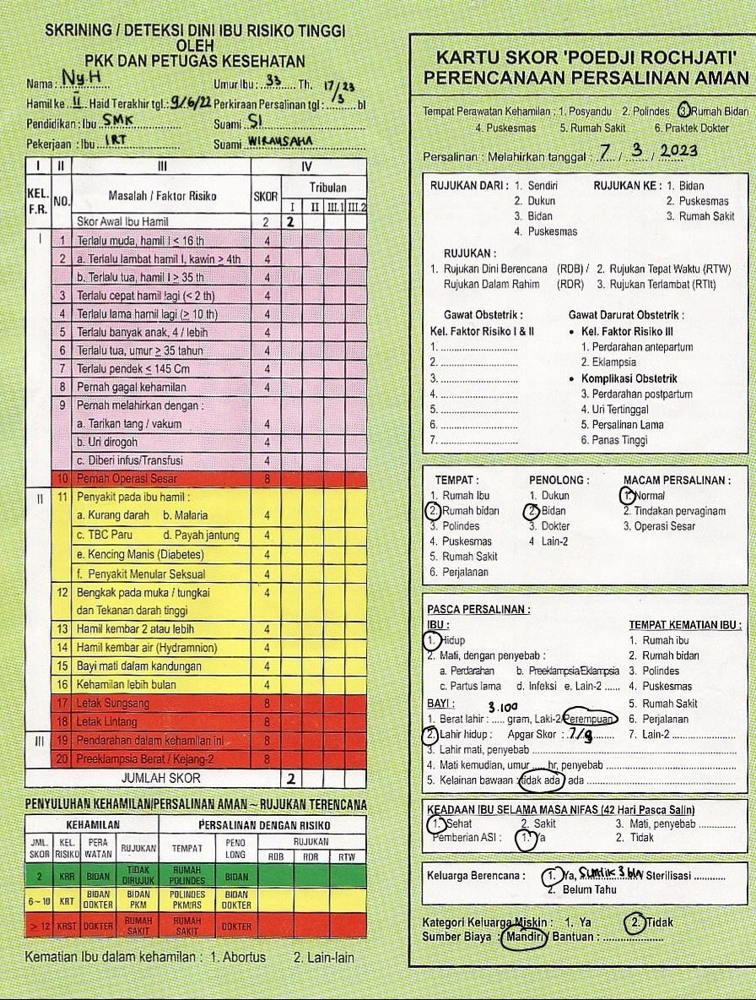 SKRINING / DETEKSI DINI IBU RISIKO TINGGI
OLEH
PKK DAN PETUGAS KESEHATAN
Nama : Ny H Umur Ibu : 33 Th.
Hamil ke II Haid Terakhir tgl.: 9/6/22 Perkiraan Persalinan tgl : 17/23 /3 bl
Pendidikan : Ibu SMK Suami S1
Pekerjaan : Ibu IRT Suami WIRAUSAHA
I II III IV
KEL. F.R. NO. Masalah / Faktor Risiko SKOR Tribulan
I II III.1 III.2
Skor Awal Ibu Hamil 2 2
I 1 Terlalu muda, hamil I < 16 th 4
2 a. Terlalu lambat hamil I, kawin ≥ 4th 4
b. Terlalu tua, hamil I ≥ 35 th 4
3 Terlalu cepat hamil lagi (< 2 th) 4
4 Terlalu lama hamil lagi (≥ 10 th) 4
5 Terlalu banyak anak, 4 / lebih 4
6 Terlalu tua, umur ≥ 35 tahun 4
7 Terlalu pendek ≤ 145 Cm 4
8 Pernah gagal kehamilan 4
9 Pernah melahirkan dengan :
a. Tarikan tang / vakum 4
b. Uri dirogoh 4
c. Diberi infus/Transfusi 4
10 Pernah Operasi Sesar 8
II 11 Penyakit pada ibu hamil :
a. Kurang darah b. Malaria 4
c. TBC Paru d. Payah jantung 4
e. Kencing Manis (Diabetes) 4
f. Penyakit Menular Seksual 4
12 Bengkak pada muka / tungkai 4
dan Tekanan darah tinggi
13 Hamil kembar 2 atau lebih 4
14 Hamil kembar air (Hydramnion) 4
15 Bayi mati dalam kandungan 4
16 Kehamilan lebih bulan 4
17 Letak Sungsang 8
18 Letak Lintang 8
III 19 Pendarahan dalam kehamilan ini 8
20 Preeklampsia Berat / Kejang-2 8
JUMLAH SKOR 2
PENYULUHAN KEHAMILAN/PERSALINAN AMAN ~ RUJUKAN TERENCANA
KEHAMILAN PERSALINAN DENGAN RISIKO
JML. SKOR KEL. RISIKO PERA WATAN RUJUKAN TEMPAT PENO LONG RUJUKAN
RDB RDR RTW
2 KRR BIDAN TIDAK DIRUJUK RUMAH POLINDES BIDAN
6 ~ 10 KRT BIDAN DOKTER BIDAN PKM POLINDES PKM/RS BIDAN DOKTER
> 12 KRST DOKTER RUMAH SAKIT RUMAH SAKIT DOKTER
Kematian Ibu dalam kehamilan : 1. Abortus 2. Lain-lain
KARTU SKOR 'POEDJI ROCHJATI'
PERENCANAAN PERSALINAN AMAN
Tempat Perawatan Kehamilan : 1. Posyandu 2. Polindes 3. Rumah Bidan
4. Puskesmas 5. Rumah Sakit 6. Praktek Dokter
Persalinan : Melahirkan tanggal : 7 / 3 / 2023
RUJUKAN DARI : 1. Sendiri RUJUKAN KE : 1. Bidan
2. Dukun 2. Puskesmas
3. Bidan 3. Rumah Sakit
4. Puskesmas
RUJUKAN :
1. Rujukan Dini Berencana (RDB) / 2. Rujukan Tepat Waktu (RTW)
Rujukan Dalam Rahim (RDR) 3. Rujukan Terlambat (RTlt)
Gawat Obstetrik : Gawat Darurat Obstetrik :
Kel. Faktor Risiko I & II • Kel. Faktor Risiko III
1. .......... 1. Perdarahan antepartum
2. .......... 2. Eklampsia
3. .......... • Komplikasi Obstetrik
4. .......... 3. Perdarahan postpartum
5. .......... 4. Uri Tertinggal
6. .......... 5. Persalinan Lama
7. .......... 6. Panas Tinggi
TEMPAT : PENOLONG : MACAM PERSALINAN :
1. Rumah Ibu 1. Dukun 1. Normal
2. Rumah bidan 2. Bidan 2. Tindakan pervaginam
3. Polindes 3. Dokter 3. Operasi Sesar
4. Puskesmas 4 Lain-2
5. Rumah Sakit
6. Perjalanan
PASCA PERSALINAN :
IBU : TEMPAT KEMATIAN IBU :
1. Hidup 1. Rumah ibu
2. Mati, dengan penyebab : 2. Rumah bidan
a. Perdarahan b. Preeklampsia/Eklampsia 3. Polindes
c. Partus lama d. Infeksi e. Lain-2 ...... 4. Puskesmas
BAYI : 5. Rumah Sakit
1. Berat lahir : 3.100 gram, Laki-2/Perempuan 6. Perjalanan
2. Lahir hidup : Apgar Skor : 7/9 7. Lain-2 ..........
3. Lahir mati, penyebab ..........
4. Mati kemudian, umur .... hr, penyebab ..........
5. Kelainan bawaan : tidak ada / ada ..........
KEADAAN IBU SELAMA MASA NIFAS (42 Hari Pasca Salin)
1. Sehat 2. Sakit 3. Mati, penyebab ..........
Pemberian ASI : 1. Ya 2. Tidak
Keluarga Berencana : 1. Ya, Suntik 3 bln / Sterilisasi ..........
2. Belum Tahu
Kategori Keluarga Miskin : 1. Ya 2. Tidak
Sumber Biaya : Mandiri / Bantuan : ..........